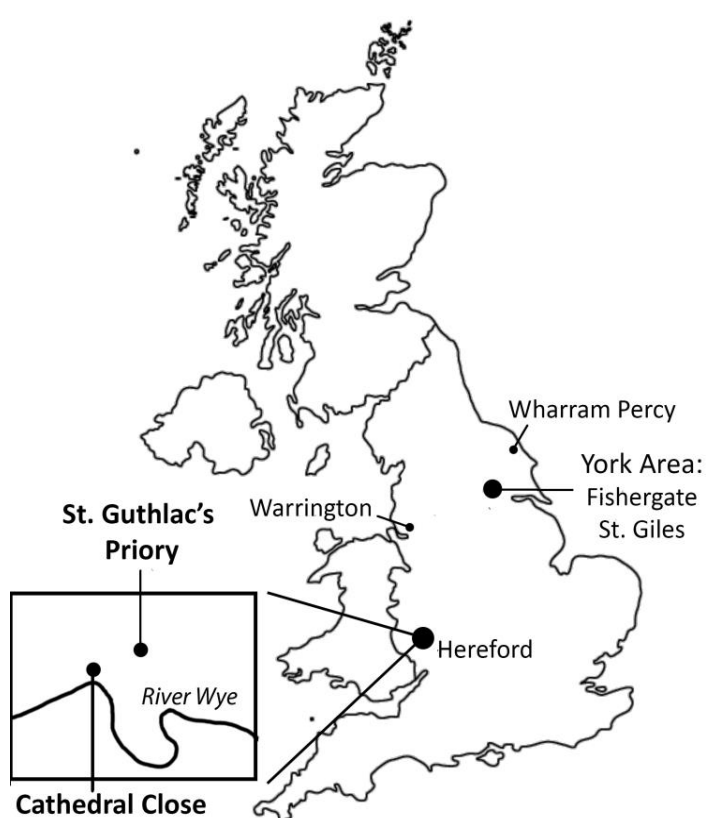 Wharram Percy
York Area:
Fishergate
St. Giles
Warrington
St. Guthlac’s
Priory
Hereford
River Wye
Cathedral Close